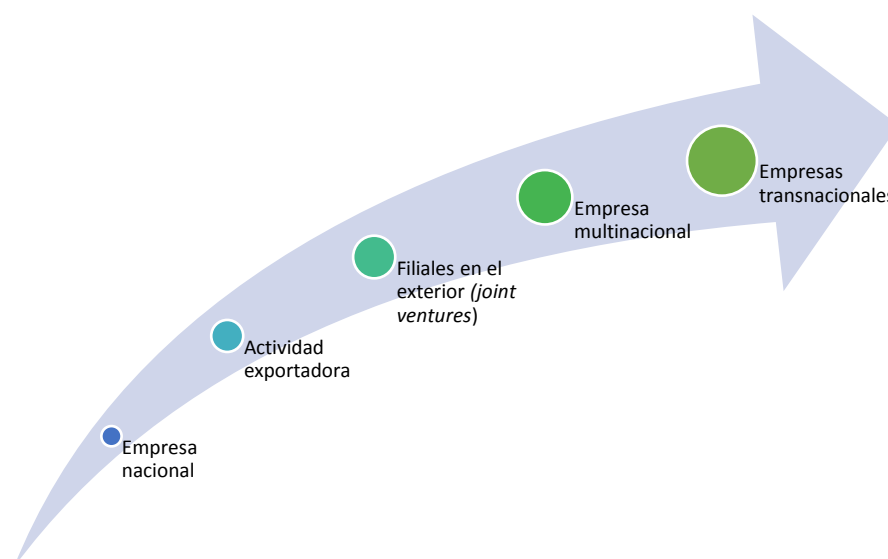 Empresa
nacional
Actividad
exportadora
Filiales en el
exterior (joint
ventures)
Empresa
multinacional
Empresas
transnacionales